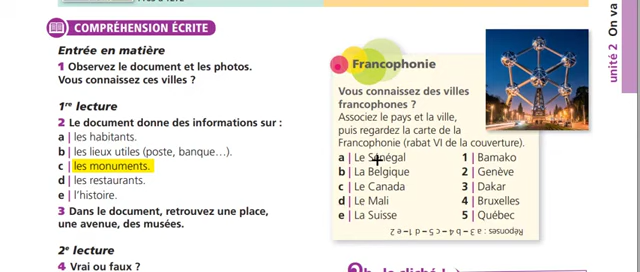 COMPRÉHENSION ÉCRITE
Entrée en matière
1 Observez le document et les photos.
Vous connaissez ces villes ?
1re lecture
2 Le document donne des informations sur :
a | les habitants.
b | les lieux utiles (poste, banque…).
c | les monuments.
d | les restaurants.
e | l'histoire.
3 Dans le document, retrouvez une place,
une avenue, des musées.
2e lecture
4 Vrai ou faux ?
Francophonie
Vous connaissez des villes
francophones ?
Associez le pays et la ville,
puis regardez la carte de la
Francophonie (rabat VI de la couverture).
a | Le Sénégal 1 | Bamako
b | La Belgique 2 | Genève
c | Le Canada 3 | Dakar
d | Le Mali 4 | Bruxelles
e | La Suisse 5 | Québec
Réponses : a 3 – b 4 – c 5 – d 1 – e 2
unité 2 On va